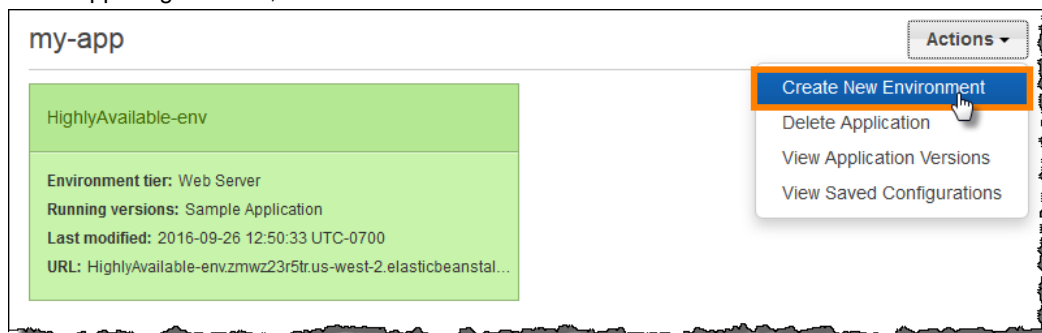 my-app
Actions
HighlyAvailable-env
Environment tier: Web Server
Running versions: Sample Application
Last modified: 2016-09-26 12:50:33 UTC-0700
URL: HighlyAvailable-env.zmwz23r5tr.us-west-2.elasticbeanstal...
Create New Environment
Delete Application
View Application Versions
View Saved Configurations